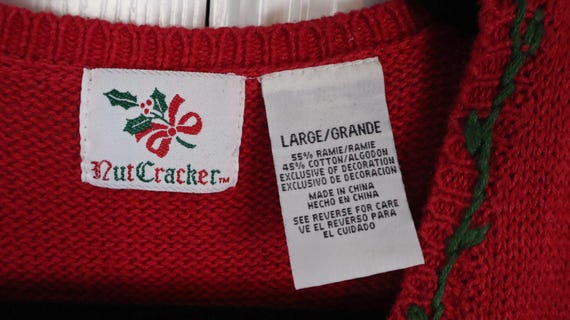 NutCracker™
LARGE/GRANDE
55% RAMIE/RAMIE
45% COTTON/ALGODON
EXCLUSIVE OF DECORATION
EXCLUSIVO DE DECORACIÓN
MADE IN CHINA
HECHO EN CHINA
SEE REVERSE FOR CARE
VE EL REVERSO PARA
EL CUIDADO